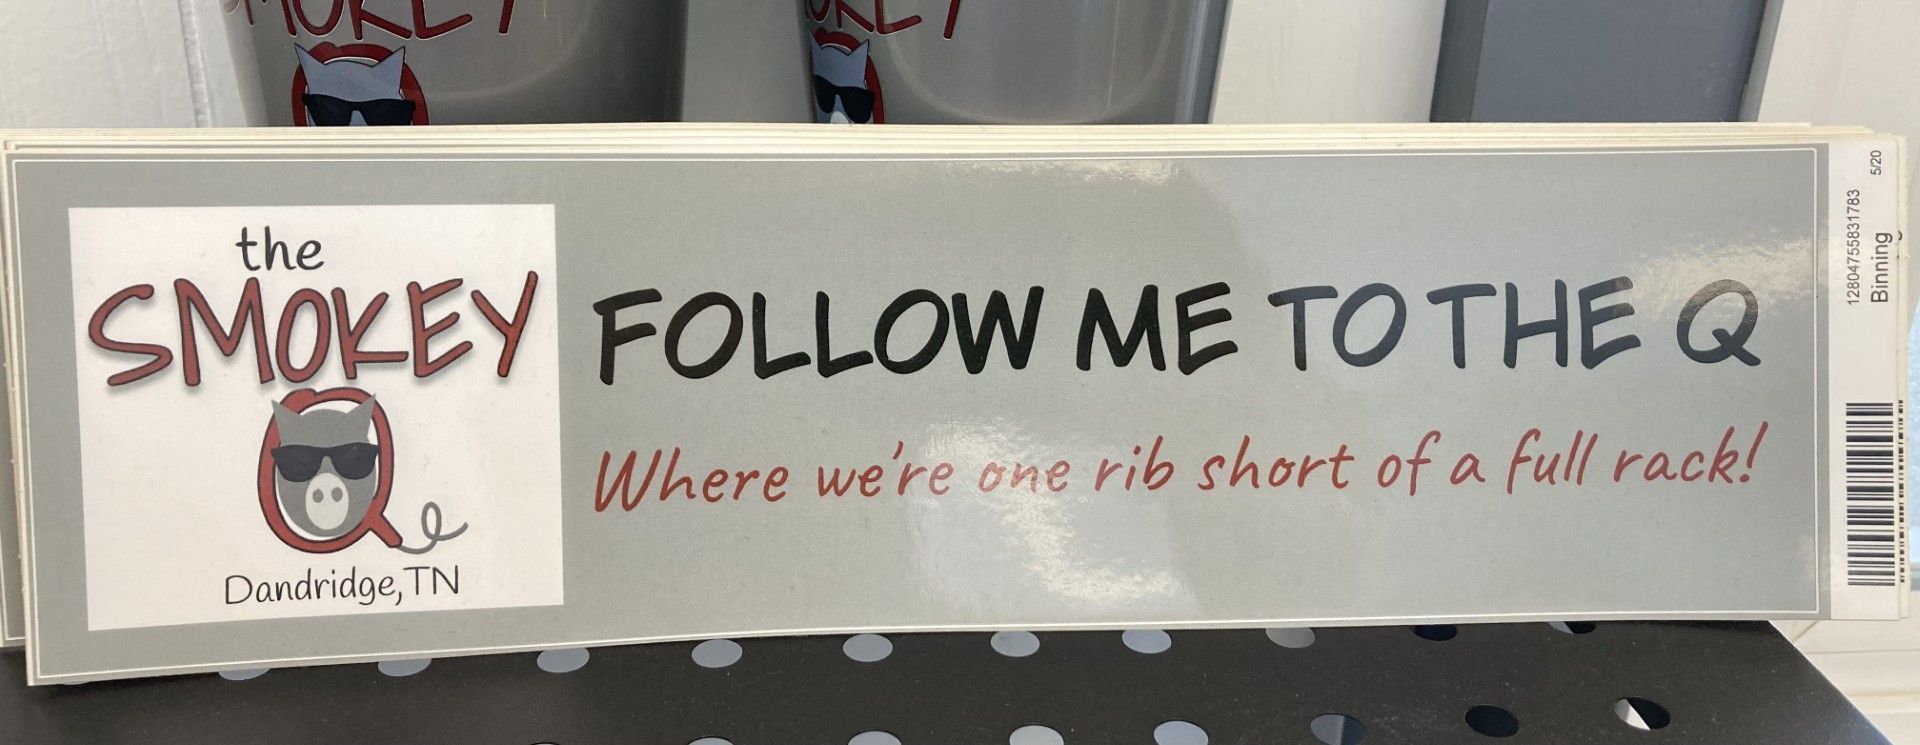 SMOKEY
the
SMOKEY
Q
Dandridge, TN
FOLLOW ME TO THE Q
Where we're one rib short of a full rack!
12804755831783
Binning
5/20